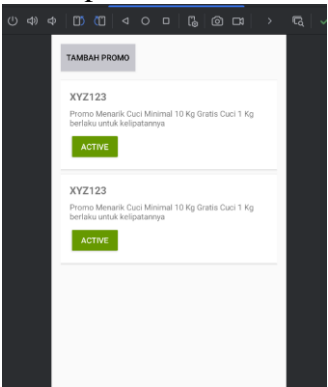 TAMBAH PROMO
XYZ123
Promo Menarik Cuci Minimal 10 Kg Gratis Cuci 1 Kg
berlaku untuk kelipatannya
ACTIVE
XYZ123
Promo Menarik Cuci Minimal 10 Kg Gratis Cuci 1 Kg
berlaku untuk kelipatannya
ACTIVE